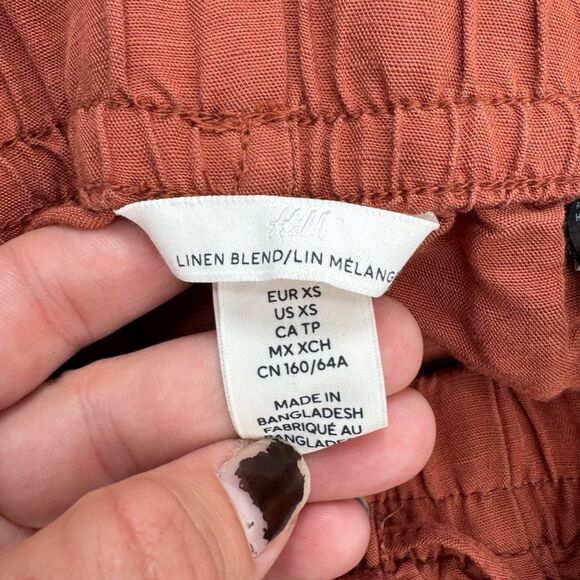 H&M
LINEN BLEND/LIN MÉLANG
EUR XS
US XS
CA TP
MX XCH
CN 160/64A
MADE IN
BANGLADESH
FABRIQUÉ AU
BANGLADE